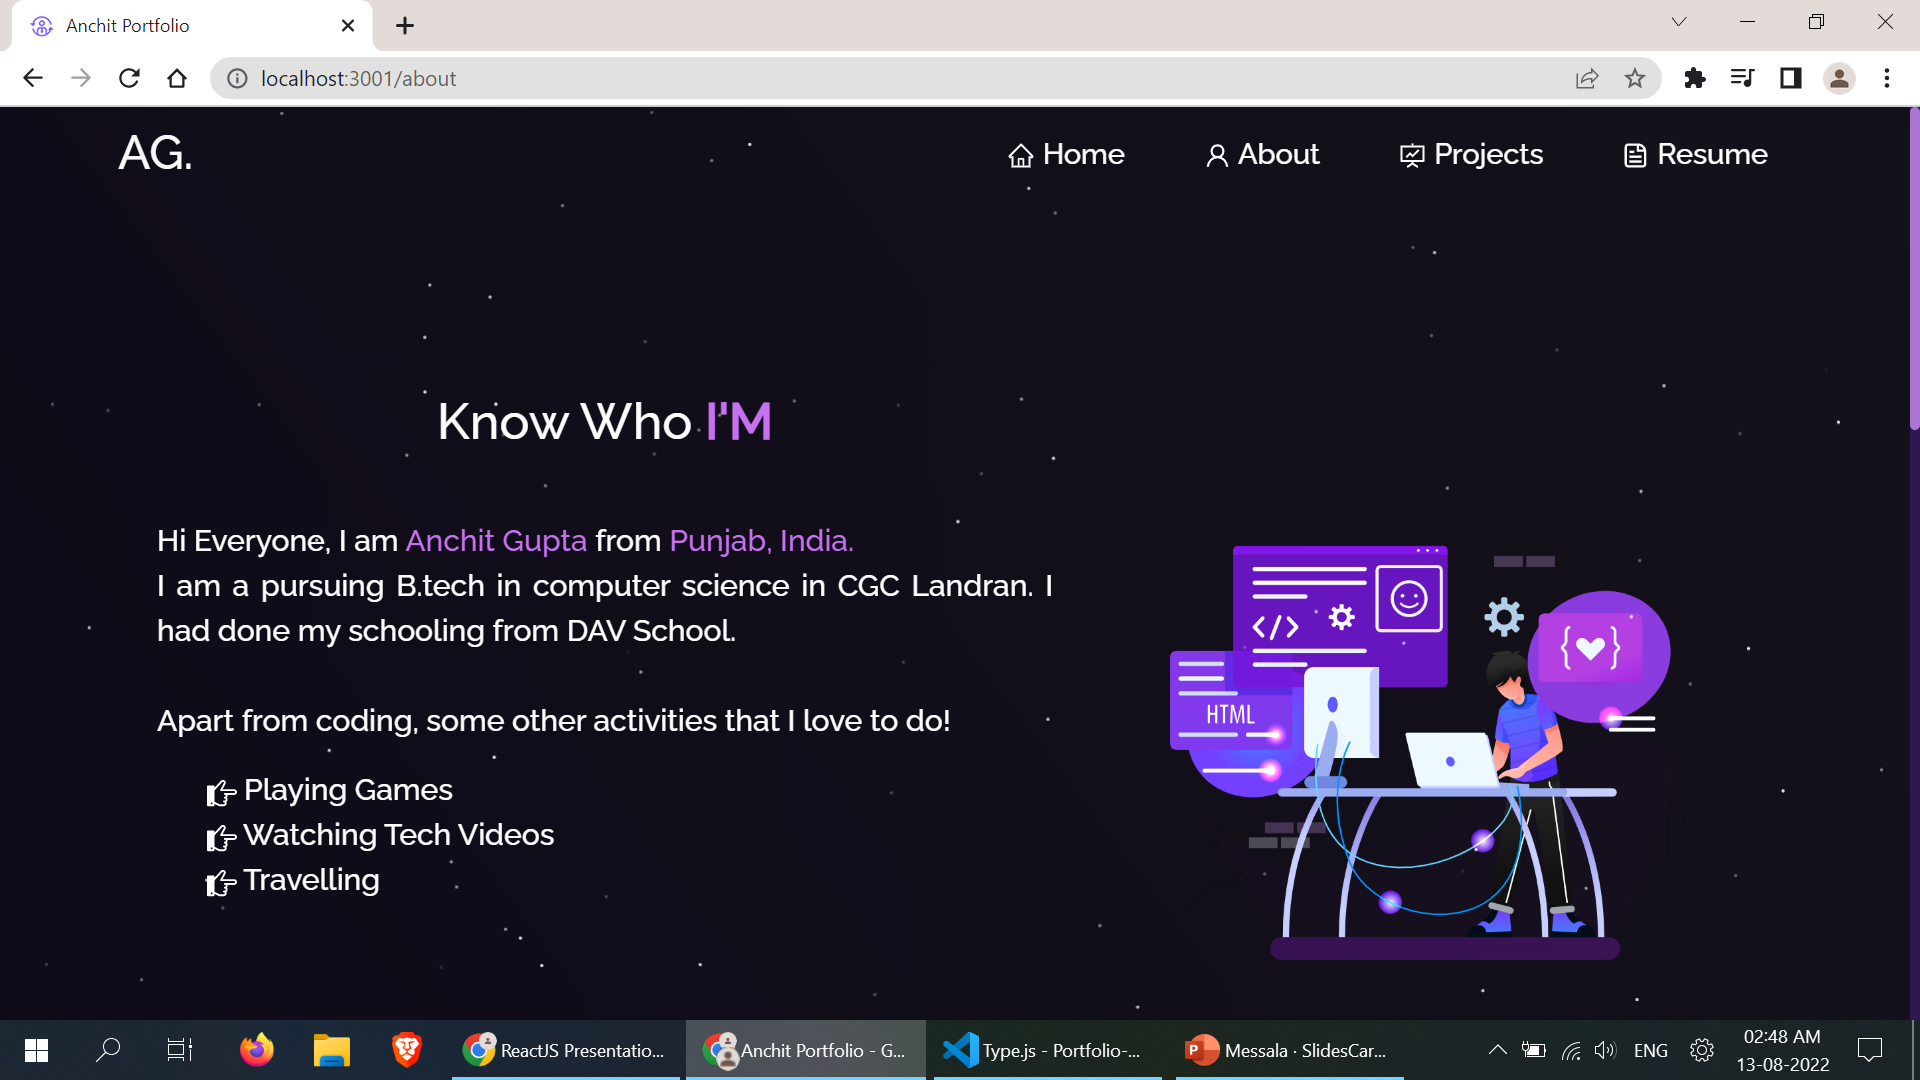 Anchit Portfolio
localhost:3001/about
AG.
Home
About
Projects
Resume
Know Who I'M
Hi Everyone, I am Anchit Gupta from Punjab, India.
I am a pursuing B.tech in computer science in CGC Landran. I
had done my schooling from DAV School.
Apart from coding, some other activities that I love to do!
Playing Games
Watching Tech Videos
Travelling
</>
HTML
ReactJS Presentatio...
Anchit Portfolio - G...
Type.js - Portfolio-...
Messala · SlidesCar...
ENG
02:48 AM
13-08-2022